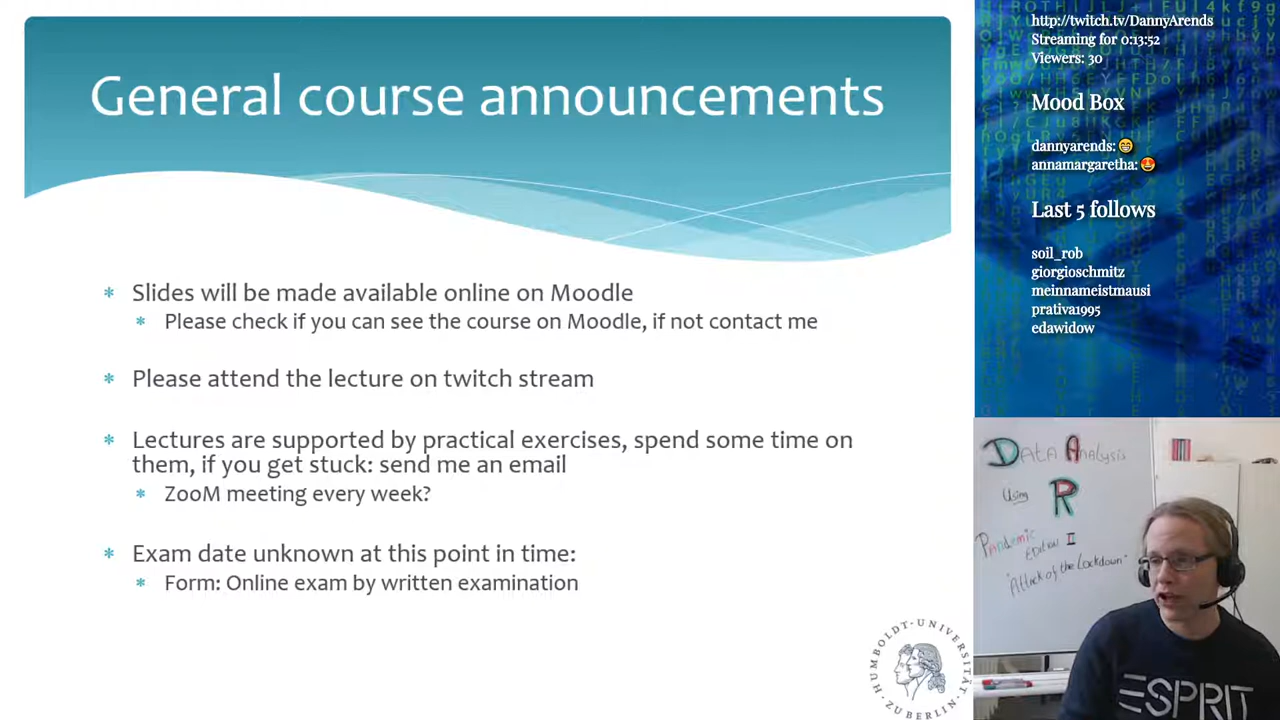 General course announcements
* Slides will be made available online on Moodle
* Please check if you can see the course on Moodle, if not contact me
* Please attend the lecture on twitch stream
* Lectures are supported by practical exercises, spend some time on
them, if you get stuck: send me an email
* ZooM meeting every week?
* Exam date unknown at this point in time:
* Form: Online exam by written examination
HUMBOLDT-UNIVERSITÄT
ZU BERLIN
http://twitch.tv/DannyArends
Streaming for 0:13:52
Viewers: 30
Mood Box
dannyarends: 😁
annamargaretha: 😍
Last 5 follows
soil_rob
giorgioschmitz
meinnameistmausi
prativa1995
edawidow
Data Analysis
Using R
Pandemic
Edition II
"Attack of the Lockdown"
ESPRIT